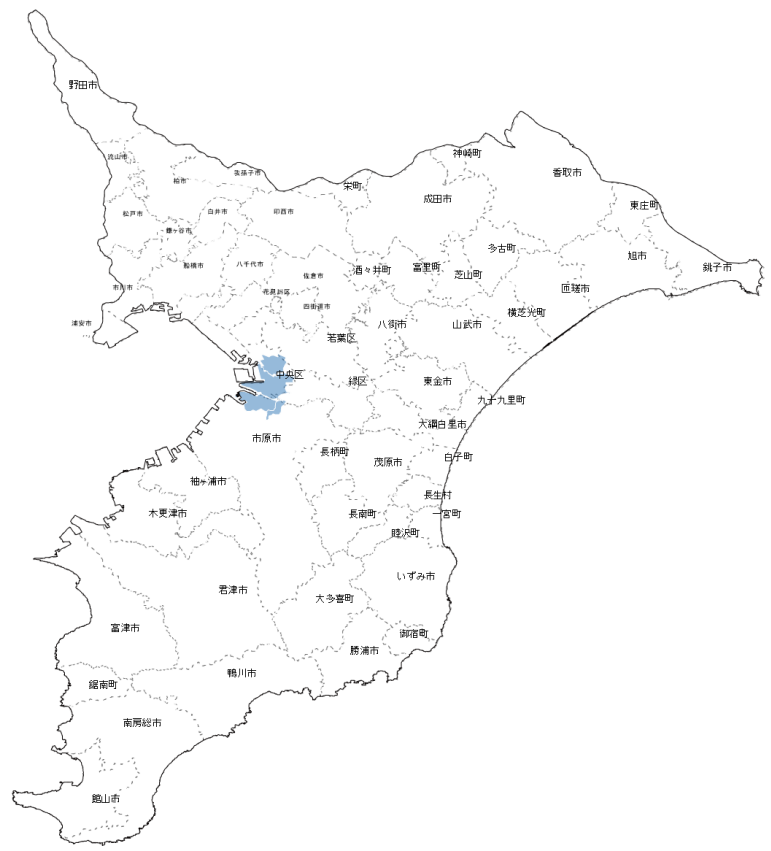 野田市
流山市
柏市
我孫子市
神崎町
香取市
栄町
成田市
東庄町
松戸市
白井市
印西市
鎌ヶ谷市
多古町
旭市
船橋市
八千代市
佐倉市
酒々井町
富里町
芝山町
銚子市
市川市
花見川区
四街道市
匝瑳市
横芝光町
浦安市
八街市
山武市
若葉区
中央区
緑区
東金市
九十九里町
大網白里市
市原市
長柄町
茂原市
白子町
袖ヶ浦市
長生村
木更津市
長南町
一宮町
睦沢町
いずみ市
君津市
大多喜町
富津市
御宿町
勝浦市
鴨川市
鋸南町
南房総市
館山市